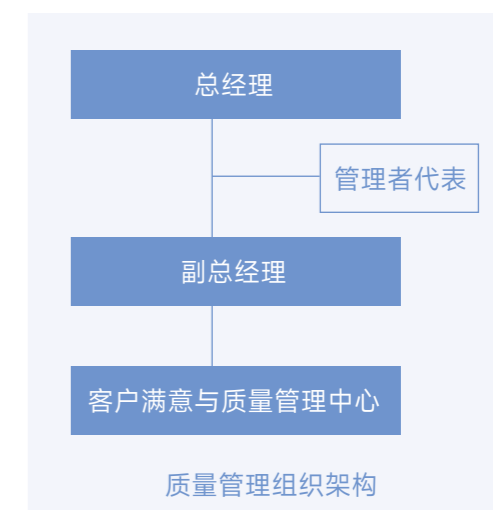 总经理
管理者代表
副总经理
客户满意与质量管理中心
质量管理组织架构